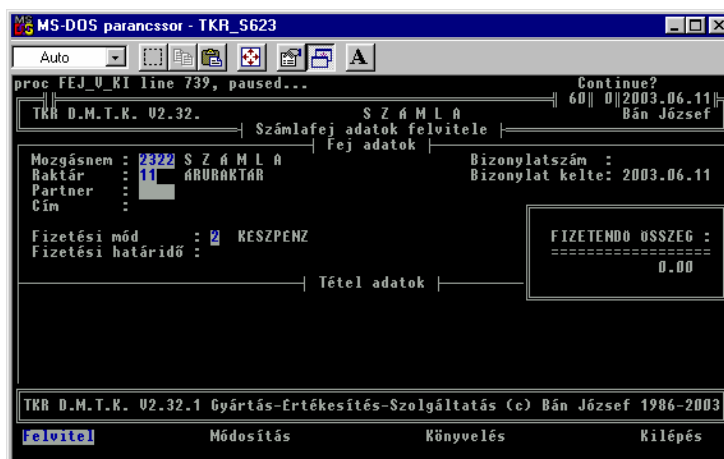 MS-DOS parancssor - TKR_S623
Auto
A
proc FEJ_V_KI line 739, paused... Continue?
60 0 2003.06.11
TKR D.M.T.K. V2.32. S Z Á M L A Bán József
Számlafej adatok felvitele
Fej adatok
Mozgásnem : 2322 S Z Á M L A Bizonylatszám :
Raktár : 11 ÁRURAKTÁR Bizonylat kelte: 2003.06.11
Partner :
Cím :
Fizetési mód : 2 KÉSZPÉNZ FIZETENDŐ ÖSSZEG :
Fizetési határidő : ===================
0.00
Tétel adatok
TKR D.M.T.K. V2.32.1 Gyártás-Értékesítés-Szolgáltatás (c) Bán József 1986-2003
Felvitel Módosítás Könyvelés Kilépés